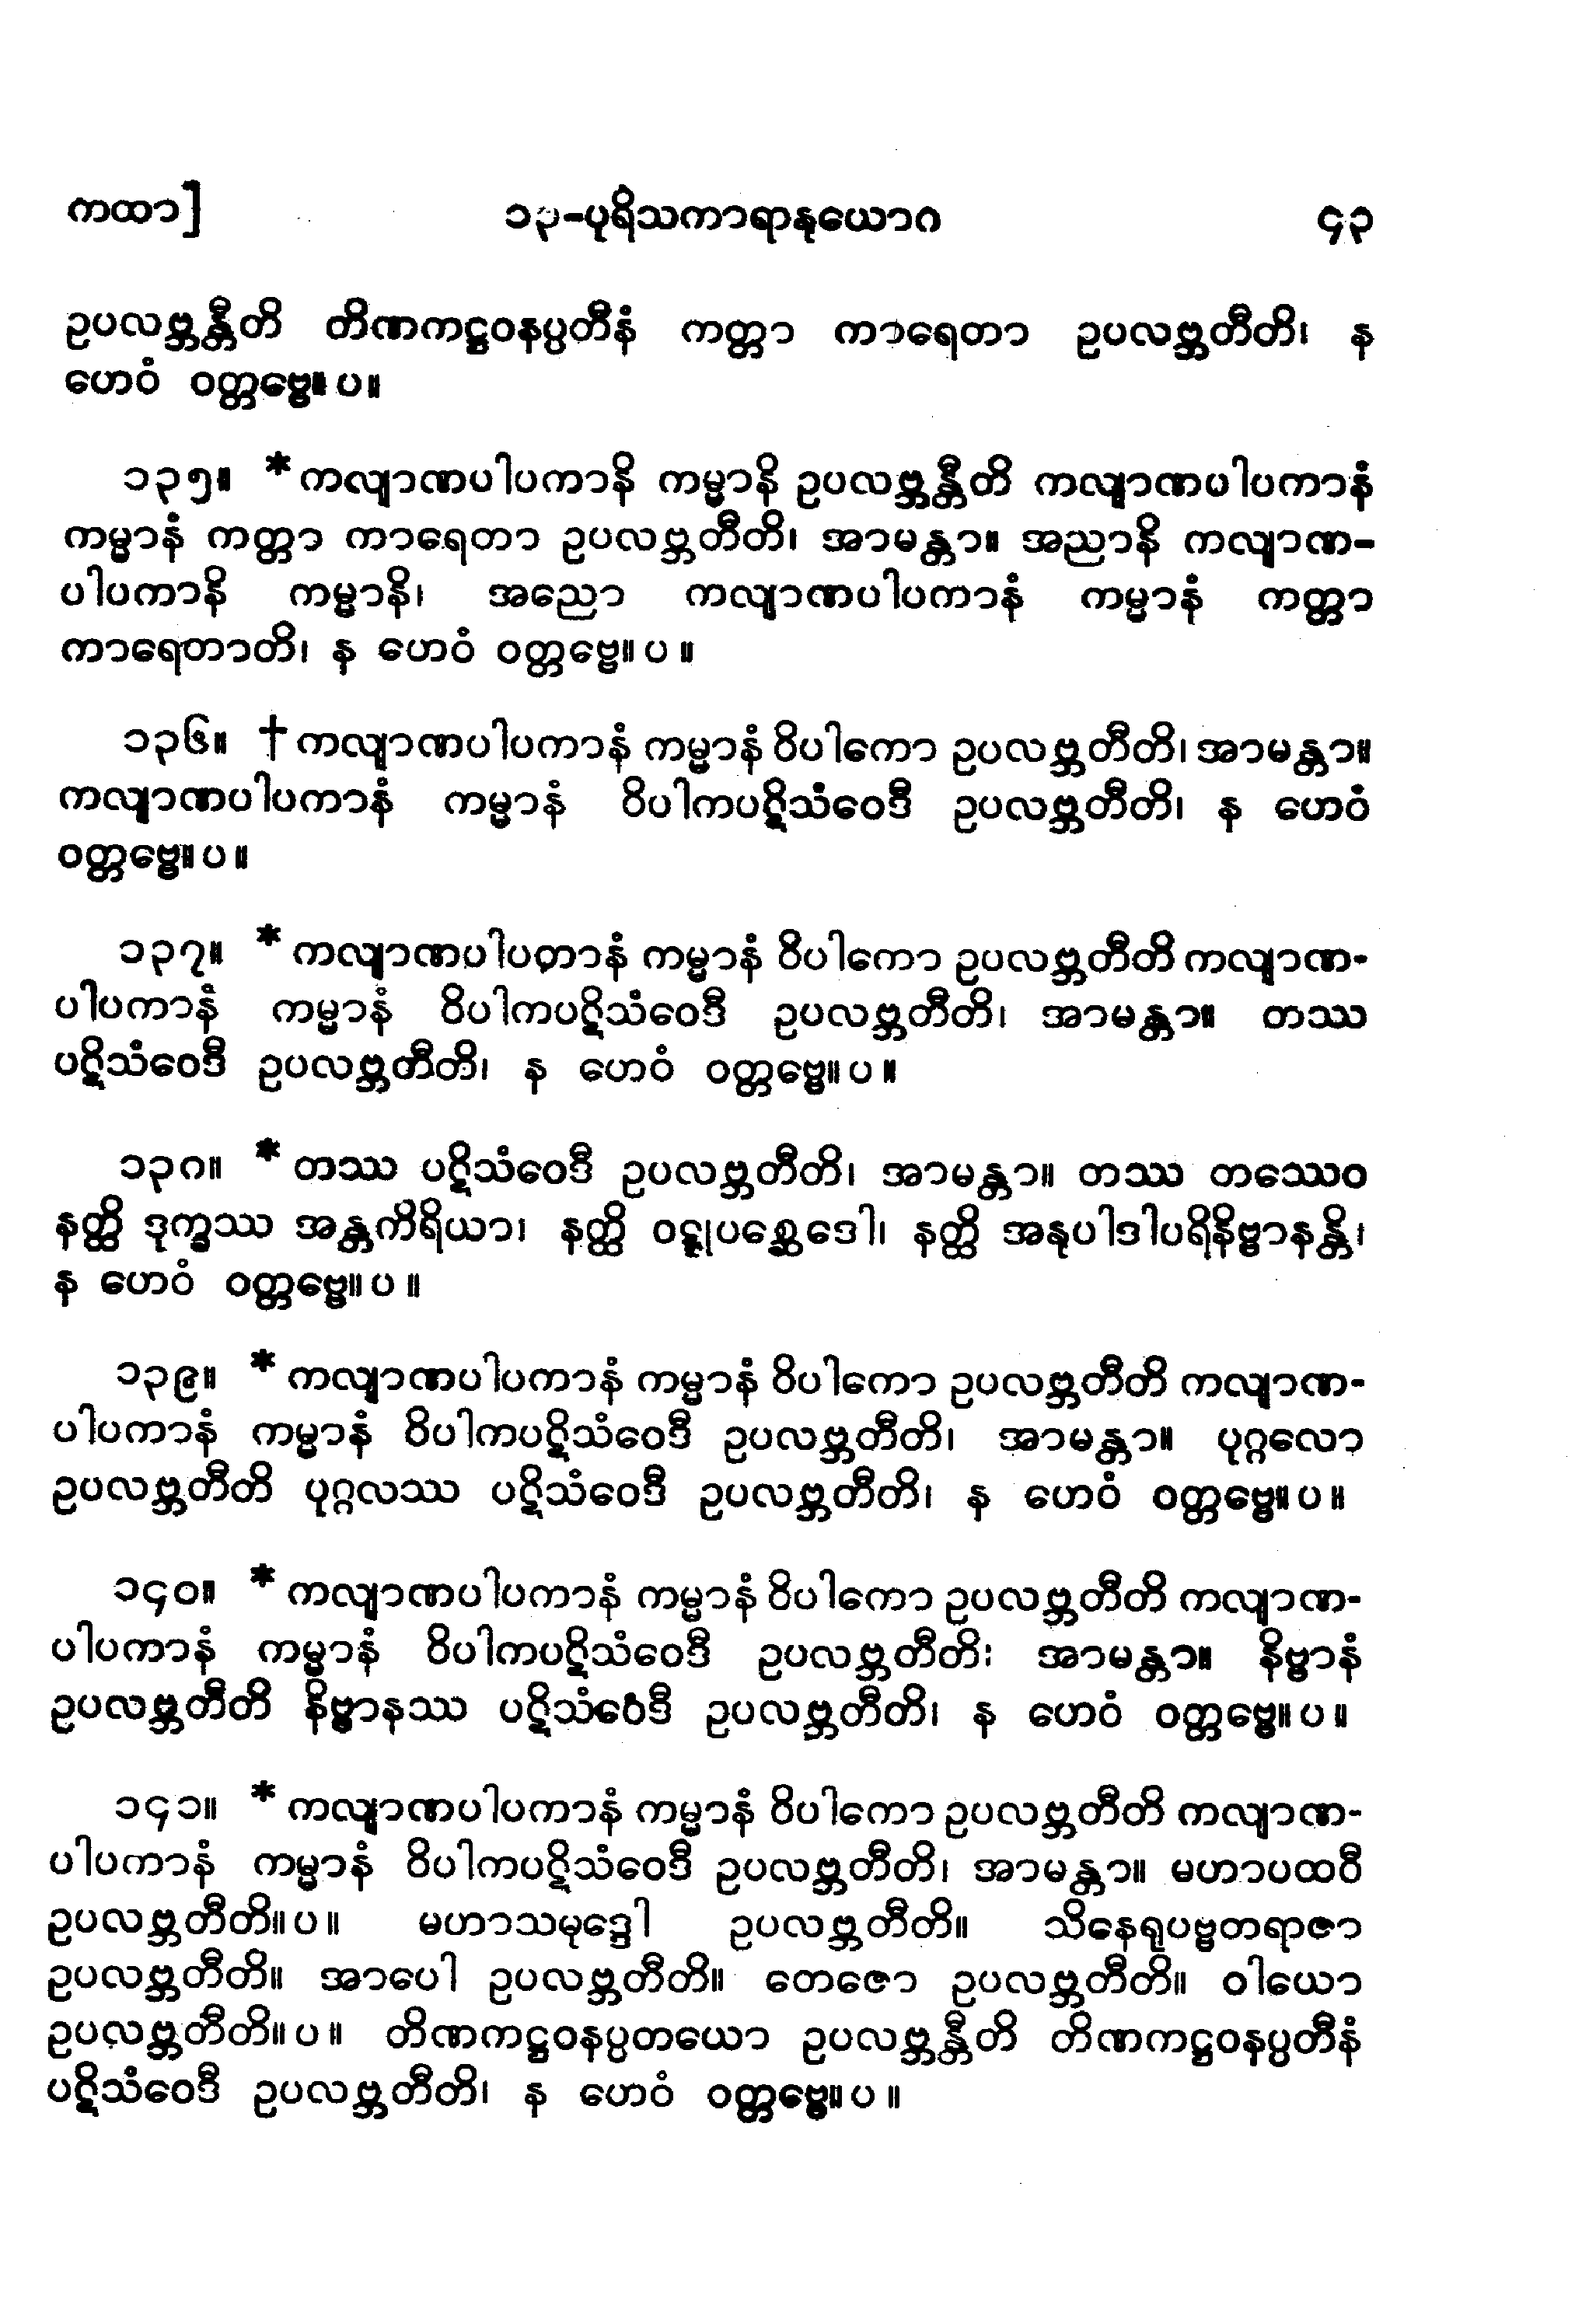 ကထာ] ၁၃-ပုရိသကာရာနုယောဂ ၄၃
ဥပလဗ္ဘန္တီတိ တိဏကဋ္ဌဝနပ္ပတီနံ ကတ္တာ ကာရေတာ ဥပလဗ္ဘတီတိ၊ န
ဟေဝံ ဝတ္တဗ္ဗေ။ပ။
၁၃၅။ *ကလျာဏပါပကာနိ ကမ္မာနိ ဥပလဗ္ဘန္တီတိ ကလျာဏပါပကာနံ
ကမ္မာနံ ကတ္တာ ကာရေတာ ဥပလဗ္ဘတီတိ၊ အာမန္တာ။ အညာနိ ကလျာဏ-
ပါပကာနိ ကမ္မာနိ၊ အညော ကလျာဏပါပကာနံ ကမ္မာနံ ကတ္တာ
ကာရေတာတိ၊ န ဟေဝံ ဝတ္တဗ္ဗေ။ပ။
၁၃၆။ †ကလျာဏပါပကာနံ ကမ္မာနံ ဝိပါကော ဥပလဗ္ဘတီတိ၊ အာမန္တာ။
ကလျာဏပါပကာနံ ကမ္မာနံ ဝိပါကပဋိသံဝေဒီ ဥပလဗ္ဘတီတိ၊ န ဟေဝံ
ဝတ္တဗ္ဗေ။ပ။
၁၃၇။ *ကလျာဏပါပတာနံ ကမ္မာနံ ဝိပါကော ဥပလဗ္ဘတီတိ ကလျာဏ-
ပါပကာနံ ကမ္မာနံ ဝိပါကပဋိသံဝေဒီ ဥပလဗ္ဘတီတိ၊ အာမန္တာ။ တဿ
ပဋိသံဝေဒီ ဥပလဗ္ဘတီတိ၊ န ဟေဝံ ဝတ္တဗ္ဗေ။ပ။
၁၃၈။ *တဿ ပဋိသံဝေဒီ ဥပလဗ္ဘတီတိ၊ အာမန္တာ။ တဿ တဿေဝ
နတ္ထိ ဒုက္ခဿ အန္တကိရိယာ၊ နတ္ထိ ဝဋ္ဋုပစ္ဆေဒေါ၊ နတ္ထိ အနုပါဒါပရိနိဗ္ဗာနန္တိ၊
န ဟေဝံ ဝတ္တဗ္ဗေ။ပ။
၁၃၉။ *ကလျာဏပါပကာနံ ကမ္မာနံ ဝိပါကော ဥပလဗ္ဘတီတိ ကလျာဏ-
ပါပကာနံ ကမ္မာနံ ဝိပါကပဋိသံဝေဒီ ဥပလဗ္ဘတီတိ၊ အာမန္တာ။ ပုဂ္ဂလော
ဥပလဗ္ဘတီတိ ပုဂ္ဂလဿ ပဋိသံဝေဒီ ဥပလဗ္ဘတီတိ၊ န ဟေဝံ ဝတ္တဗ္ဗေ။ပ။
၁၄၀။ *ကလျာဏပါပကာနံ ကမ္မာနံ ဝိပါကော ဥပလဗ္ဘတီတိ ကလျာဏ-
ပါပကာနံ ကမ္မာနံ ဝိပါကပဋိသံဝေဒီ ဥပလဗ္ဘတီတိး အာမန္တာ။ နိဗ္ဗာနံ
ဥပလဗ္ဘတီတိ နိဗ္ဗာနဿ ပဋိသံဝေဒီ ဥပလဗ္ဘတီတိ၊ န ဟေဝံ ဝတ္တဗ္ဗေ။ပ။
၁၄၁။ *ကလျာဏပါပကာနံ ကမ္မာနံ ဝိပါကော ဥပလဗ္ဘတီတိ ကလျာဏ-
ပါပကာနံ ကမ္မာနံ ဝိပါကပဋိသံဝေဒီ ဥပလဗ္ဘတီတိ၊ အာမန္တာ။ မဟာပထဝီ
ဥပလဗ္ဘတီတိ။ပ။ မဟာသမုဒ္ဒေါ ဥပလဗ္ဘတီတိ။ သိနေရုပဗ္ဗတရာဇာ
ဥပလဗ္ဘတီတိ။ အာပေါ ဥပလဗ္ဘတီတိ။ တေဇော ဥပလဗ္ဘတီတိ။ ဝါယော
ဥပလဗ္ဘတီတိ။ပ။ တိဏကဋ္ဌဝနပ္ပတယော ဥပလဗ္ဘန္တီတိ တိဏကဋ္ဌဝနပ္ပတီနံ
ပဋိသံဝေဒီ ဥပလဗ္ဘတီတိ၊ န ဟေဝံ ဝတ္တဗ္ဗေ။ပ။